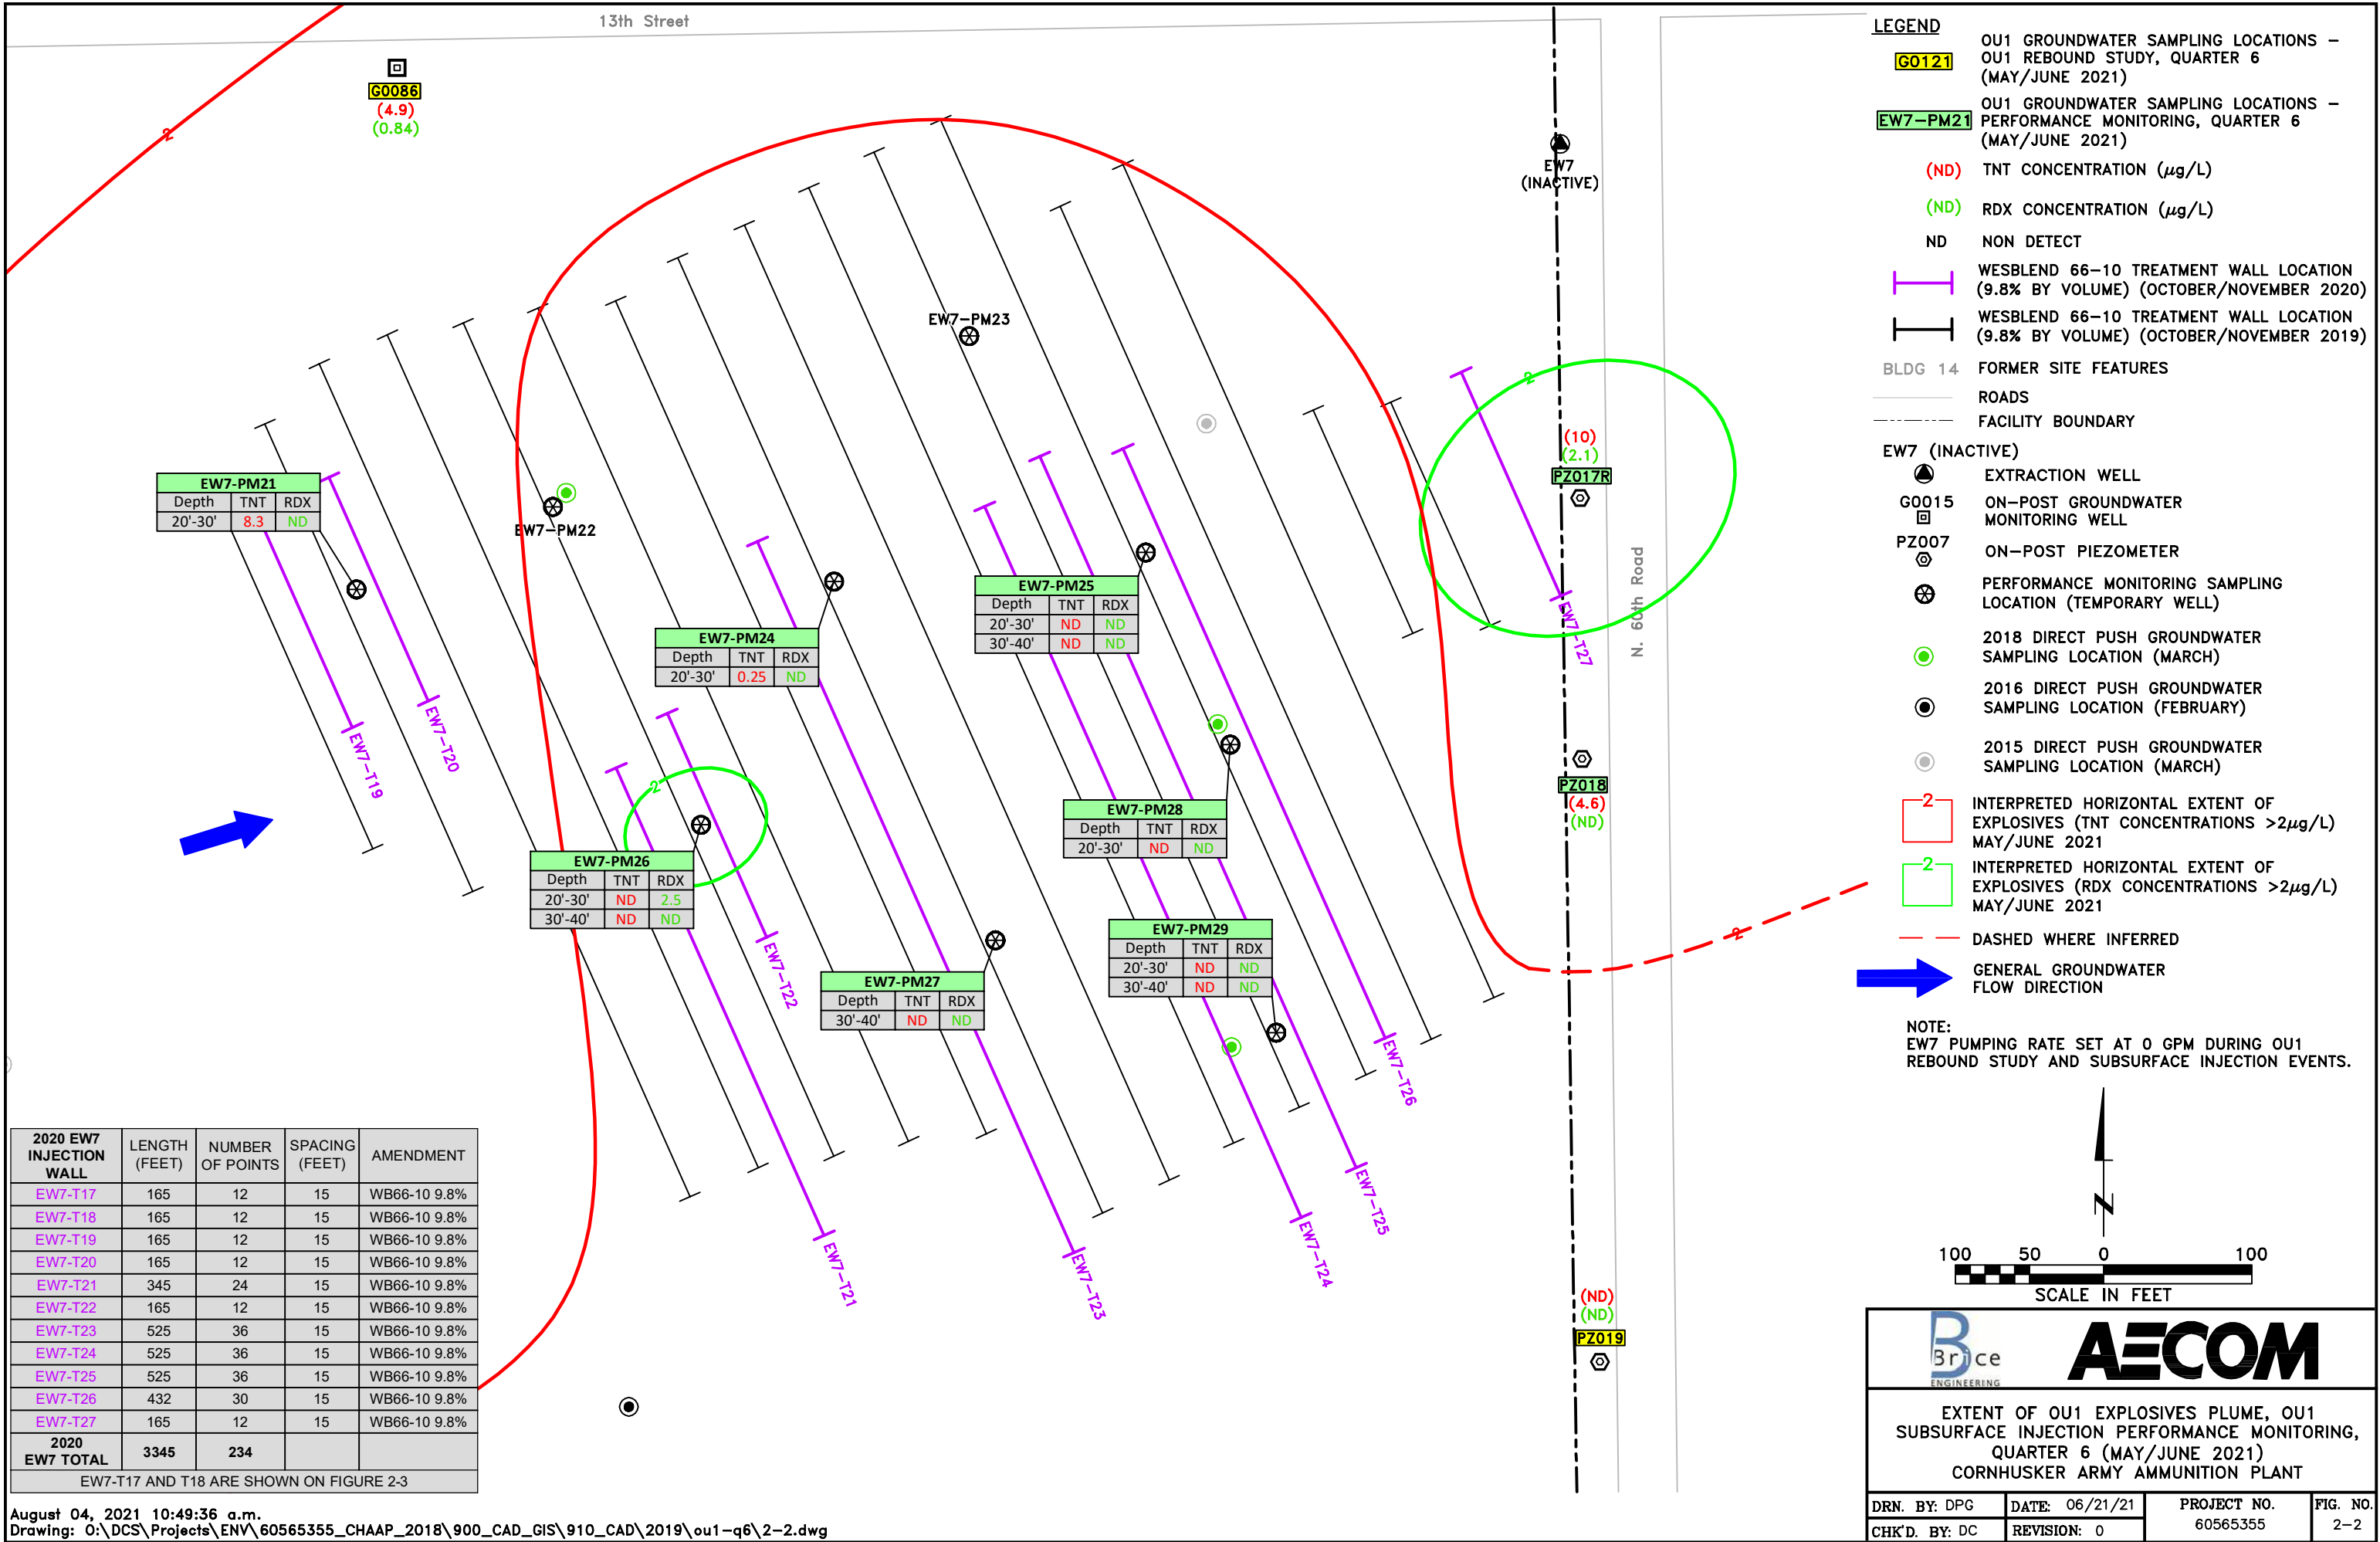 13th Street
2
G0086
(4.9)
(0.84)
EW7
(INACTIVE)
EW7-PM23
2
EW7-PM21
Depth TNT RDX
20'-30' 8.3 ND
EW7-PM22
(10)
(2.1)
PZ017R
N. 60th Road
EW7-PM25
Depth TNT RDX
20'-30' ND ND
30'-40' ND ND
EW7-PM24
Depth TNT RDX
20'-30' 0.25 ND
EW7-T27
EW7-T19
EW7-T20
2
PZ018
(4.6)
(ND)
EW7-PM28
Depth TNT RDX
20'-30' ND ND
EW7-PM26
Depth TNT RDX
20'-30' ND 2.5
30'-40' ND ND
EW7-PM29
Depth TNT RDX
20'-30' ND ND
30'-40' ND ND
2
EW7-T22
EW7-PM27
Depth TNT RDX
30'-40' ND ND
EW7-T26
EW7-T25
EW7-T24
EW7-T21
EW7-T23
(ND)
(ND)
PZ019
2020 EW7 INJECTION WALL LENGTH (FEET) NUMBER OF POINTS SPACING (FEET) AMENDMENT
EW7-T17 165 12 15 WB66-10 9.8%
EW7-T18 165 12 15 WB66-10 9.8%
EW7-T19 165 12 15 WB66-10 9.8%
EW7-T20 165 12 15 WB66-10 9.8%
EW7-T21 345 24 15 WB66-10 9.8%
EW7-T22 165 12 15 WB66-10 9.8%
EW7-T23 525 36 15 WB66-10 9.8%
EW7-T24 525 36 15 WB66-10 9.8%
EW7-T25 525 36 15 WB66-10 9.8%
EW7-T26 432 30 15 WB66-10 9.8%
EW7-T27 165 12 15 WB66-10 9.8%
2020 EW7 TOTAL 3345 234
EW7-T17 AND T18 ARE SHOWN ON FIGURE 2-3
August 04, 2021 10:49:36 a.m.
Drawing: O:\DCS\Projects\ENV\60565355_CHAAP_2018\900_CAD_GIS\910_CAD\2019\ou1-q6\2-2.dwg
LEGEND
G0121
OU1 GROUNDWATER SAMPLING LOCATIONS –
OU1 REBOUND STUDY, QUARTER 6
(MAY/JUNE 2021)
EW7-PM21
OU1 GROUNDWATER SAMPLING LOCATIONS –
PERFORMANCE MONITORING, QUARTER 6
(MAY/JUNE 2021)
(ND) TNT CONCENTRATION (μg/L)
(ND) RDX CONCENTRATION (μg/L)
ND NON DETECT
WESBLEND 66-10 TREATMENT WALL LOCATION
(9.8% BY VOLUME) (OCTOBER/NOVEMBER 2020)
WESBLEND 66-10 TREATMENT WALL LOCATION
(9.8% BY VOLUME) (OCTOBER/NOVEMBER 2019)
BLDG 14 FORMER SITE FEATURES
ROADS
FACILITY BOUNDARY
EW7 (INACTIVE)
EXTRACTION WELL
G0015 ON-POST GROUNDWATER
MONITORING WELL
PZ007
ON-POST PIEZOMETER
PERFORMANCE MONITORING SAMPLING
LOCATION (TEMPORARY WELL)
2018 DIRECT PUSH GROUNDWATER
SAMPLING LOCATION (MARCH)
2016 DIRECT PUSH GROUNDWATER
SAMPLING LOCATION (FEBRUARY)
2015 DIRECT PUSH GROUNDWATER
SAMPLING LOCATION (MARCH)
2 INTERPRETED HORIZONTAL EXTENT OF
EXPLOSIVES (TNT CONCENTRATIONS >2μg/L)
MAY/JUNE 2021
2 INTERPRETED HORIZONTAL EXTENT OF
EXPLOSIVES (RDX CONCENTRATIONS >2μg/L)
MAY/JUNE 2021
DASHED WHERE INFERRED
GENERAL GROUNDWATER
FLOW DIRECTION
NOTE:
EW7 PUMPING RATE SET AT 0 GPM DURING OU1
REBOUND STUDY AND SUBSURFACE INJECTION EVENTS.
N
100 50 0 100
SCALE IN FEET
B
Brice
ENGINEERING
AECOM
EXTENT OF OU1 EXPLOSIVES PLUME, OU1
SUBSURFACE INJECTION PERFORMANCE MONITORING,
QUARTER 6 (MAY/JUNE 2021)
CORNHUSKER ARMY AMMUNITION PLANT
DRN. BY: DPG DATE: 06/21/21 PROJECT NO. FIG. NO.
CHK'D. BY: DC REVISION: 0 60565355 2-2